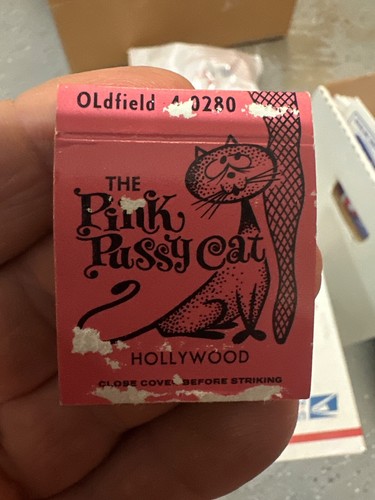 OLdfield 4-0280
THE
Pink
Pussy Cat
HOLLYWOOD
CLOSE COVER BEFORE STRIKING